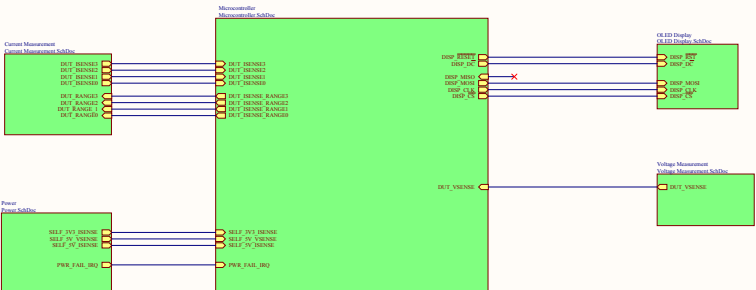 Microcontroller
Microcontroller.SchDoc
OLED Display
OLED Display.SchDoc
Current Measurement
Current Measurement.SchDoc
DUT_ISENSE3
DUT_ISENSE2
DUT_ISENSE1
DUT_ISENSE0
DUT_RANGE3
DUT_RANGE2
DUT_RANGE_1
DUT_RANGE0
DUT_ISENSE3
DUT_ISENSE2
DUT_ISENSE1
DUT_ISENSE0
DUT_ISENSE_RANGE3
DUT_ISENSE_RANGE2
DUT_ISENSE_RANGE1
DUT_ISENSE_RANGE0
DISP_RESET
DISP_DC
DISP_MISO
DISP_MOSI
DISP_CLK
DISP_CS
DISP_RST
DISP_DC
DISP_MOSI
DISP_CLK
DISP_CS
Voltage Measurement
Voltage Measurement.SchDoc
DUT_VSENSE
DUT_VSENSE
Power
Power.SchDoc
SELF_3V3_ISENSE
SELF_5V_VSENSE
SELF_5V_ISENSE
PWR_FAIL_IRQ
SELF_3V3_ISENSE
SELF_5V_VSENSE
SELF_5V_ISENSE
PWR_FAIL_IRQ